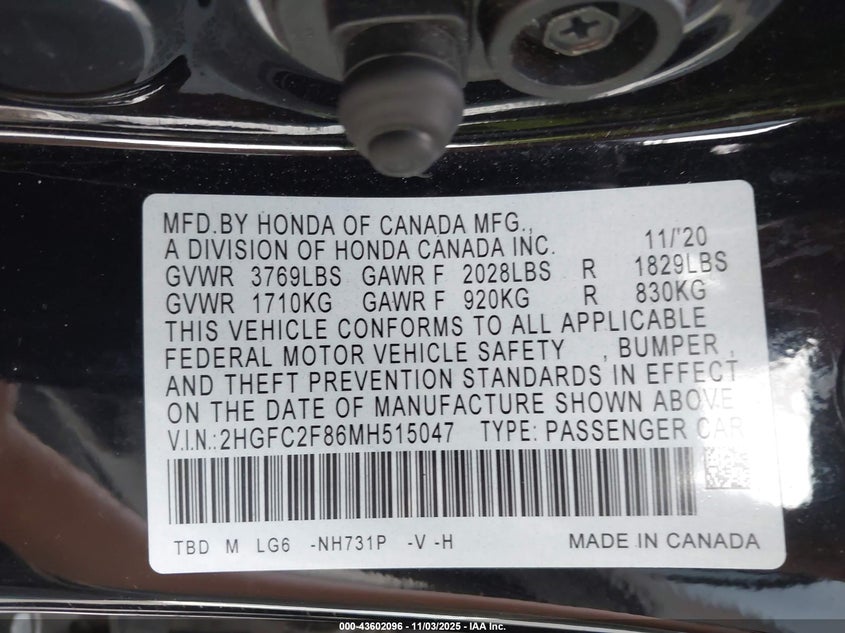 MFD.BY HONDA OF CANADA MFG.,
A DIVISION OF HONDA CANADA INC. 11/'20
GVWR 3769LBS GAWR F 2028LBS R 1829LBS
GVWR 1710KG GAWR F 920KG R 830KG
THIS VEHICLE CONFORMS TO ALL APPLICABLE
FEDERAL MOTOR VEHICLE SAFETY , BUMPER ,
AND THEFT PREVENTION STANDARDS IN EFFECT
ON THE DATE OF MANUFACTURE SHOWN ABOVE
V.I.N.:2HGFC2F86MH515047 TYPE: PASSENGER CAR
TBD M LG6 -NH731P -V -H MADE IN CANADA
000-43602096 - 11/03/2025 - IAA Inc.